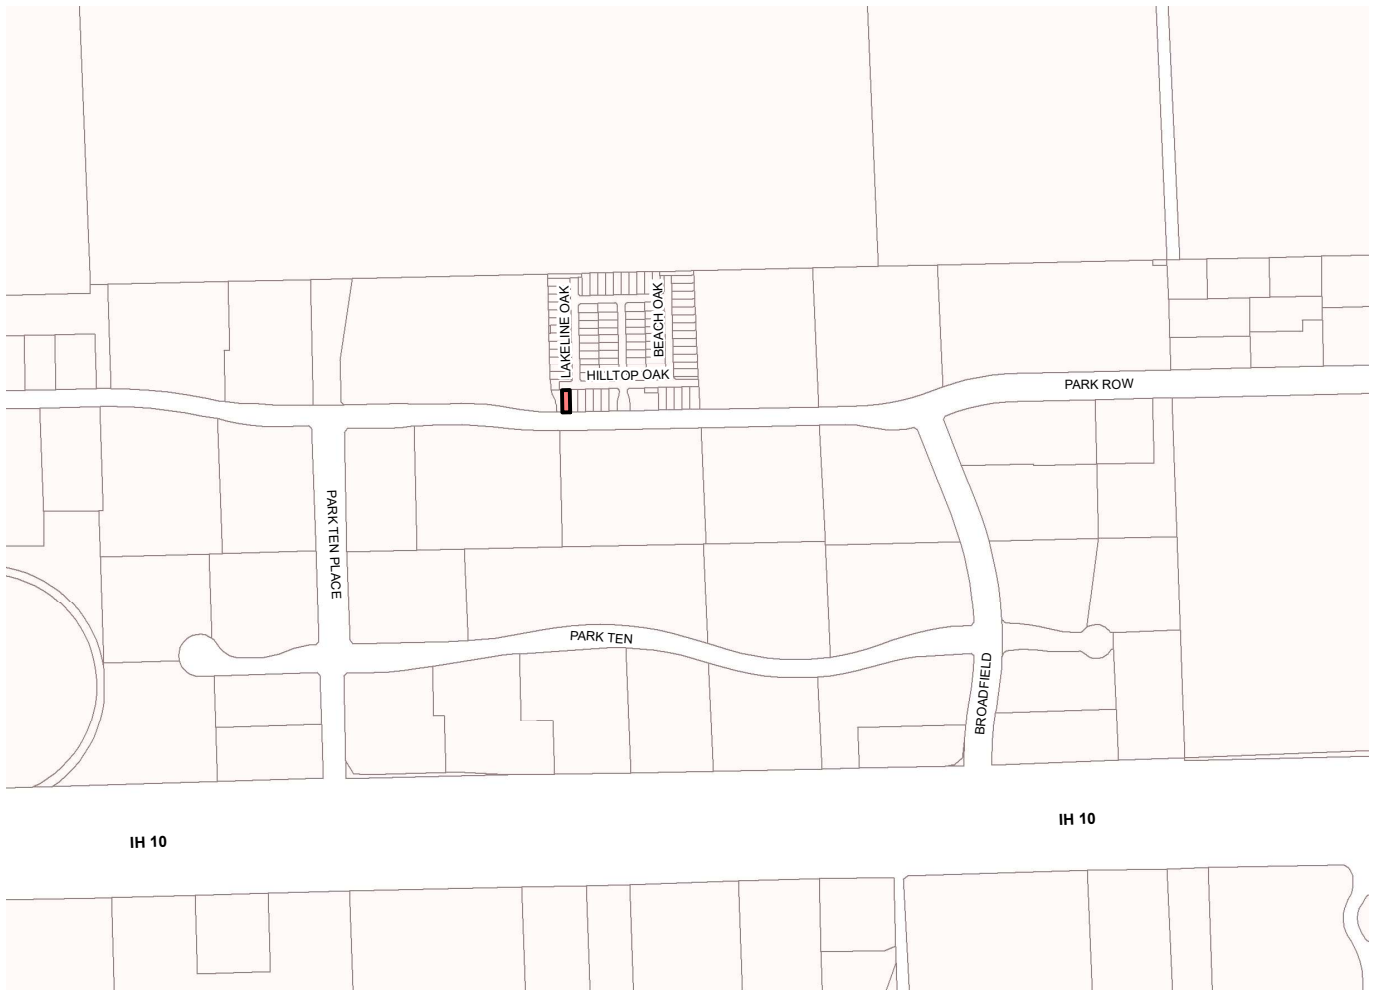 LAKELINE OAK
BEACH OAK
HILLTOP OAK
PARK ROW
PARK TEN PLACE
PARK TEN
BROADFIELD
IH 10
IH 10